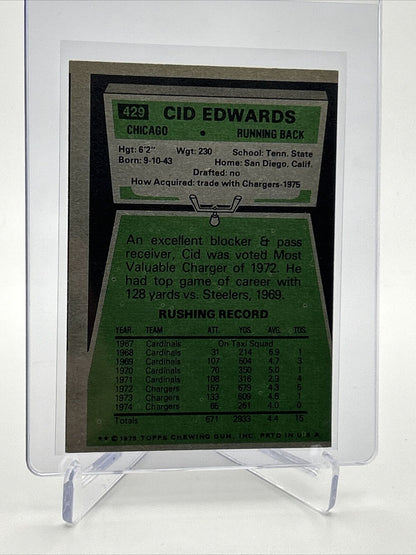 429 CID EDWARDS
CHICAGO • RUNNING BACK
Hgt: 6'2" Wgt: 230 School: Tenn. State
Born: 9-10-43 Home: San Diego, Calif.
Drafted: no
How Acquired: trade with Chargers-1975
An excellent blocker & pass
receiver, Cid was voted Most
Valuable Charger of 1972. He
had top game of career with
128 yards vs. Steelers, 1969.
RUSHING RECORD
YEAR TEAM ATT. YDS. AVG. TDS.
1967 Cardinals On Taxi Squad
1968 Cardinals 31 214 6.9 1
1969 Cardinals 107 504 4.7 3
1970 Cardinals 70 350 5.0 1
1971 Cardinals 108 316 2.9 4
1972 Chargers 157 679 4.3 5
1973 Chargers 133 609 4.6 1
1974 Chargers 65 261 4.0 0
Totals 671 2933 4.4 15
** © 1975 TOPPS CHEWING GUM, INC. PRTD IN U.S.A.